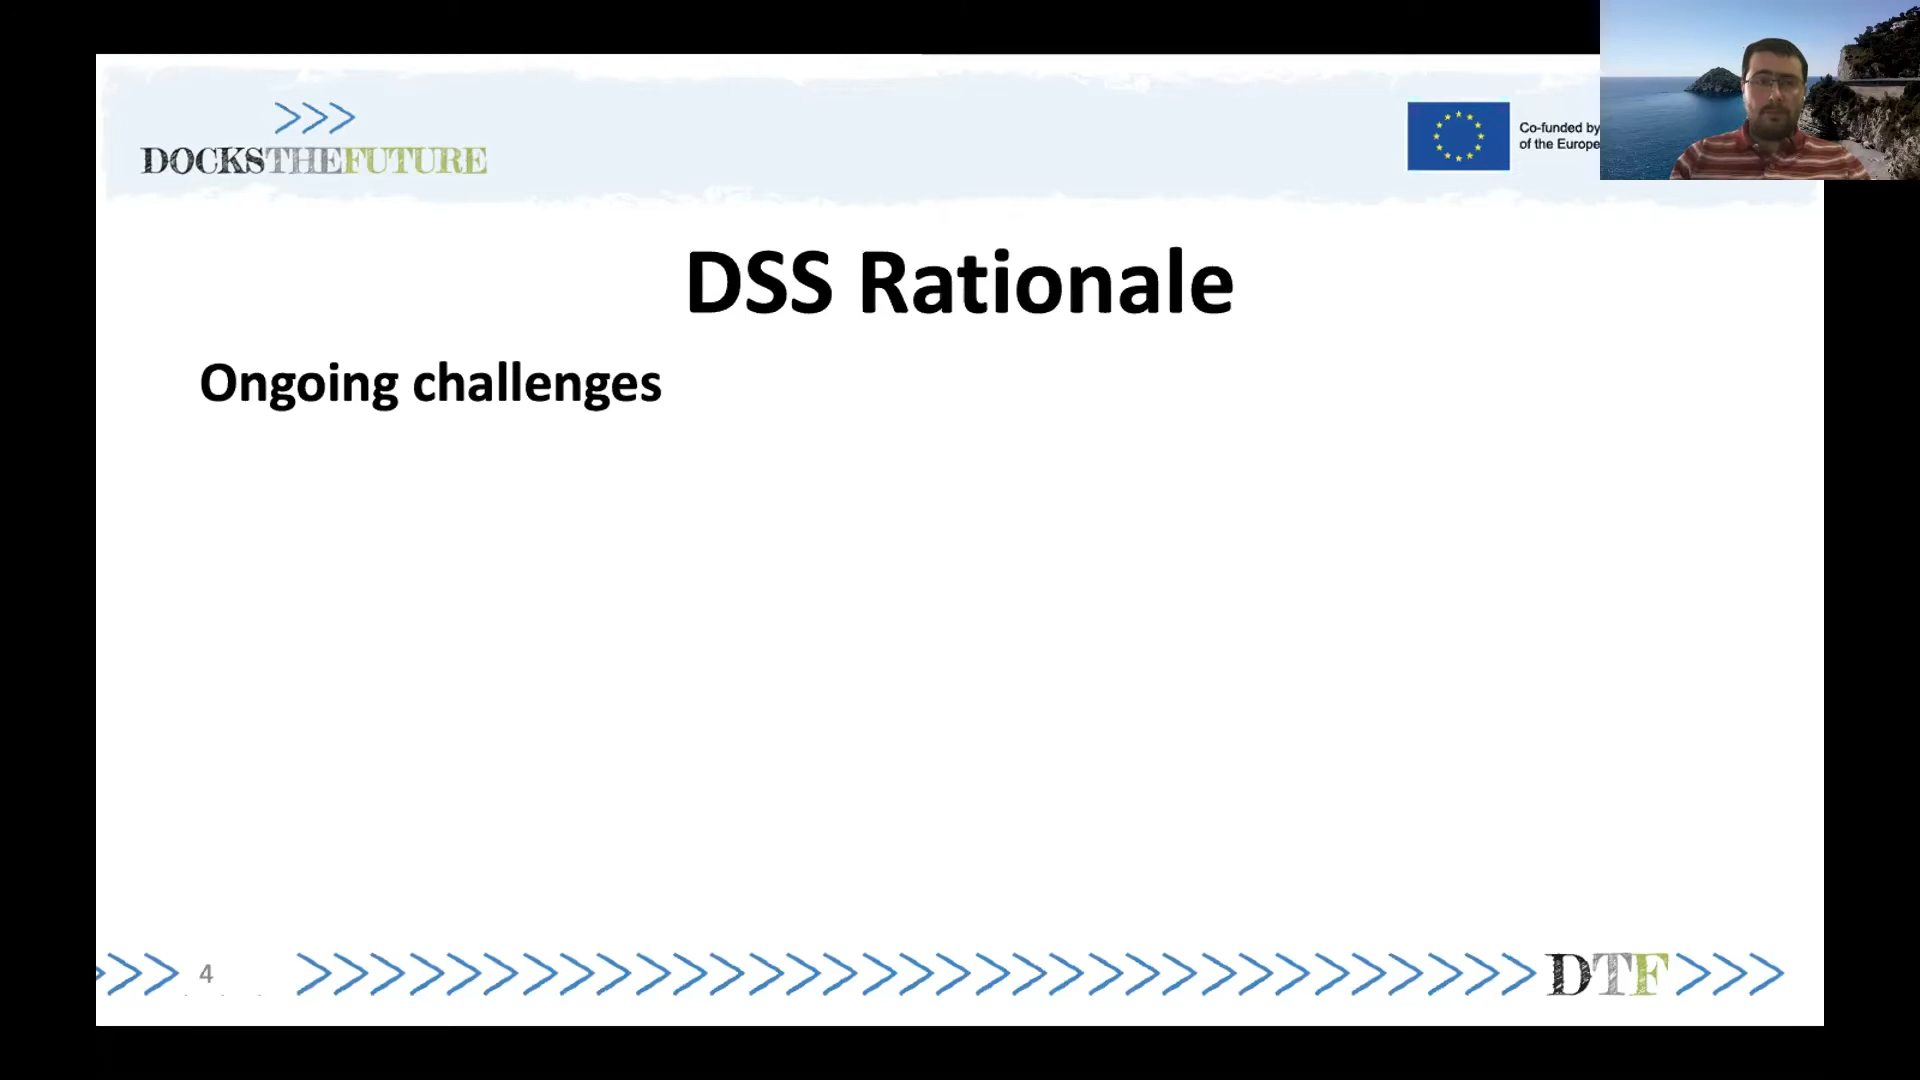 DOCKSTHEFUTURE
Co-funded by
of the Europe
DSS Rationale
Ongoing challenges
4
DTF